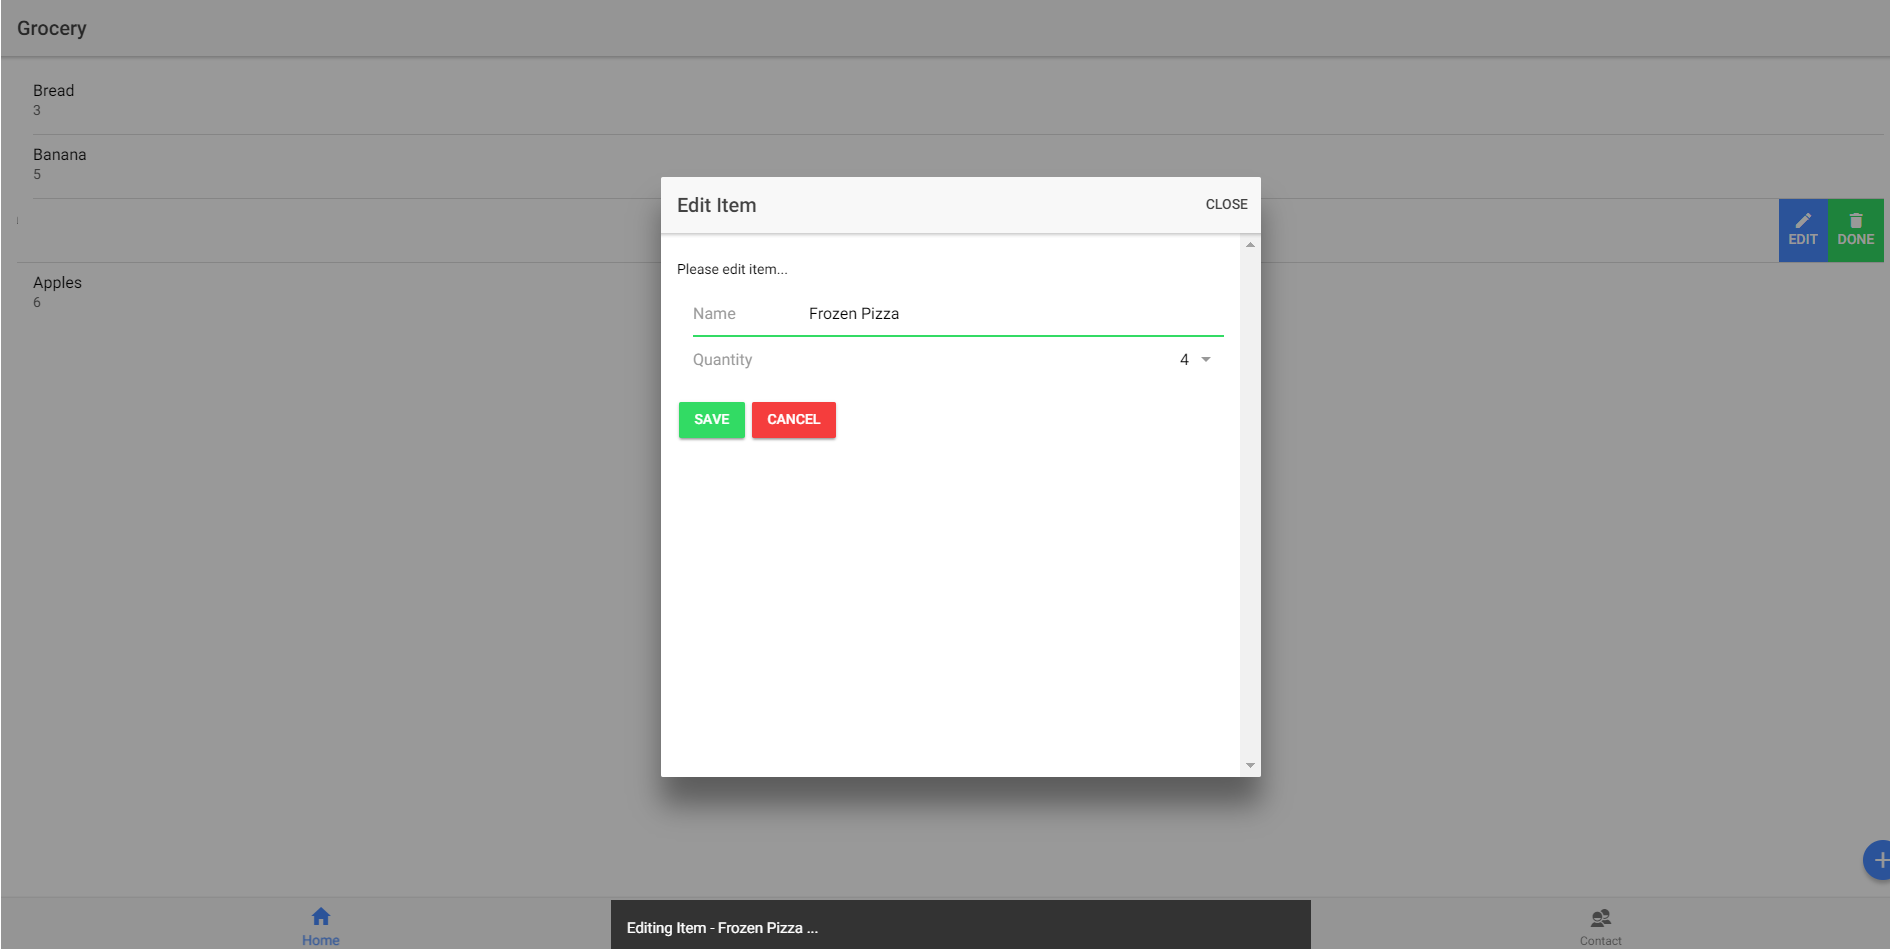 Grocery
Bread
3
Banana
5
EDIT DONE
Apples
6
Edit Item CLOSE
Please edit item...
Name Frozen Pizza
Quantity 4
SAVE CANCEL
Home
Editing Item - Frozen Pizza ...
Contact